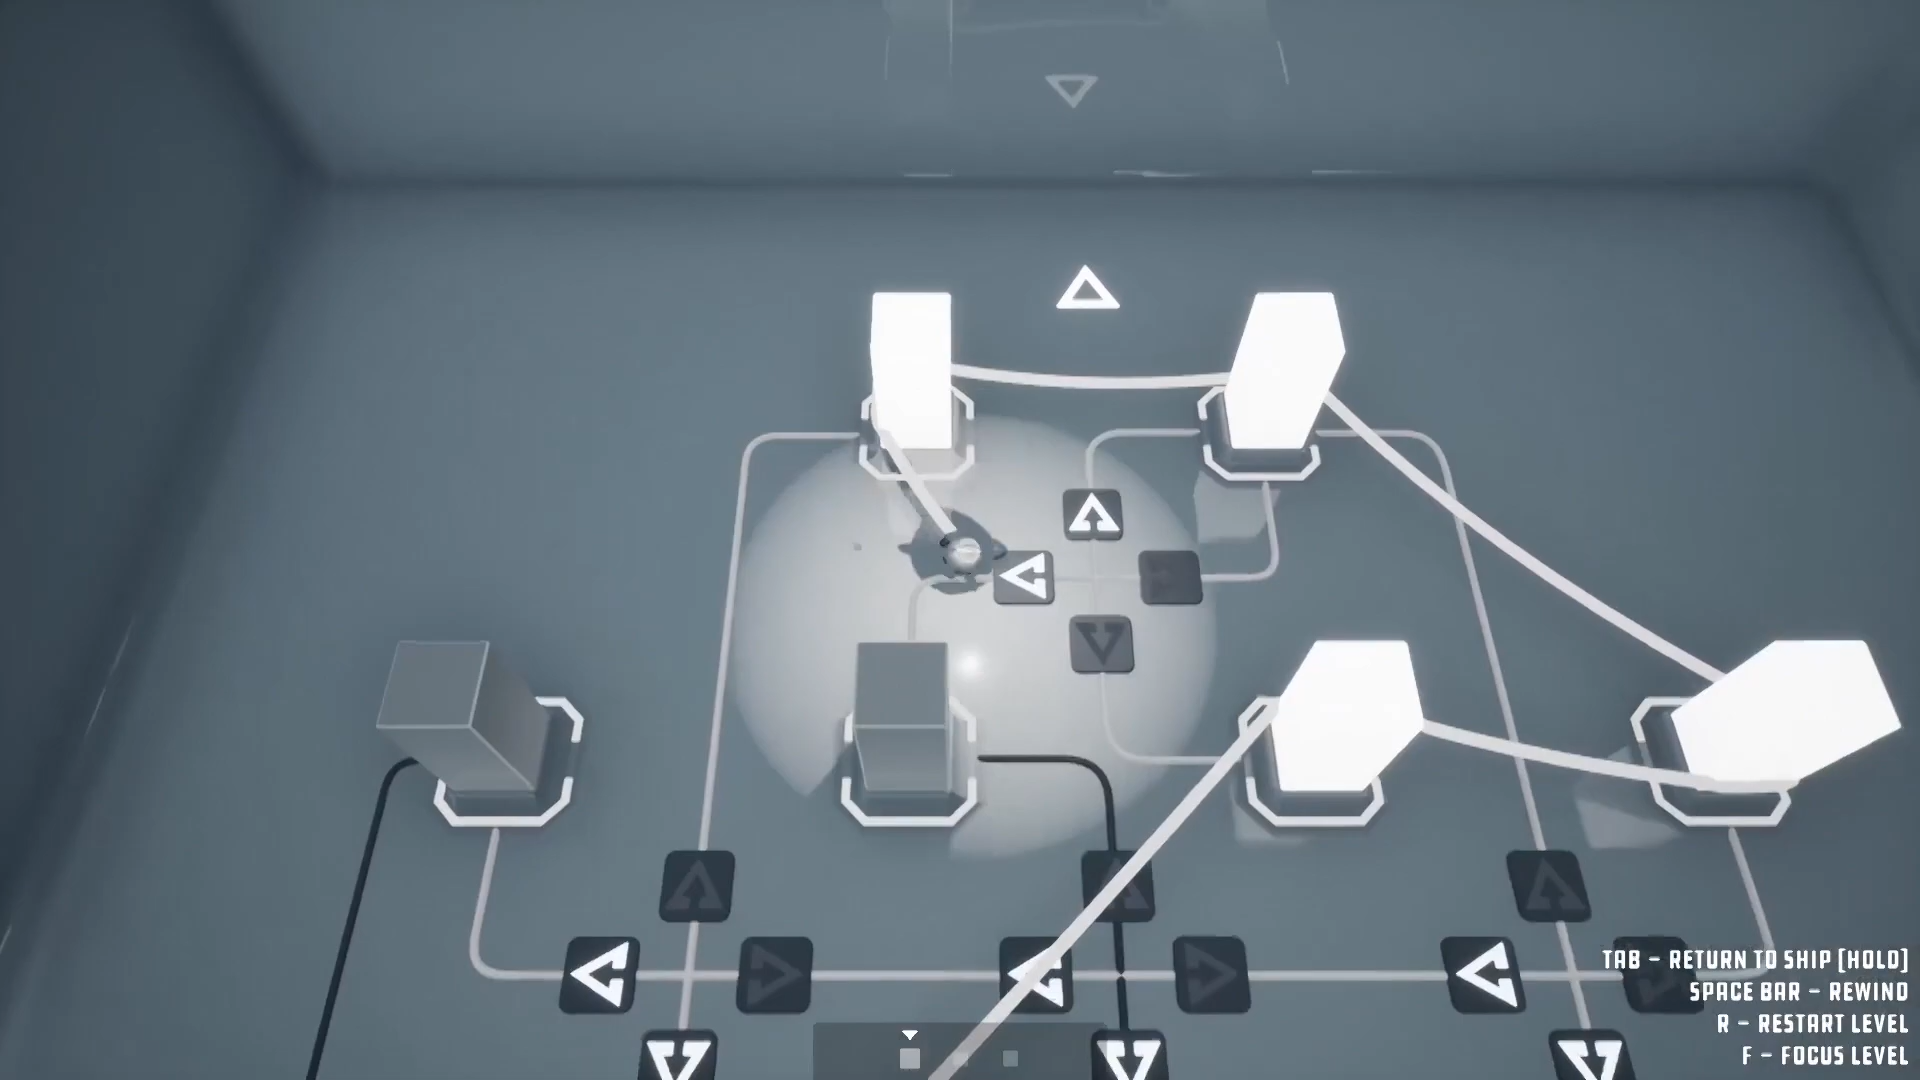 TAB - RETURN TO SHIP [HOLD]
SPACE BAR - REWIND
R - RESTART LEVEL
F - FOCUS LEVEL